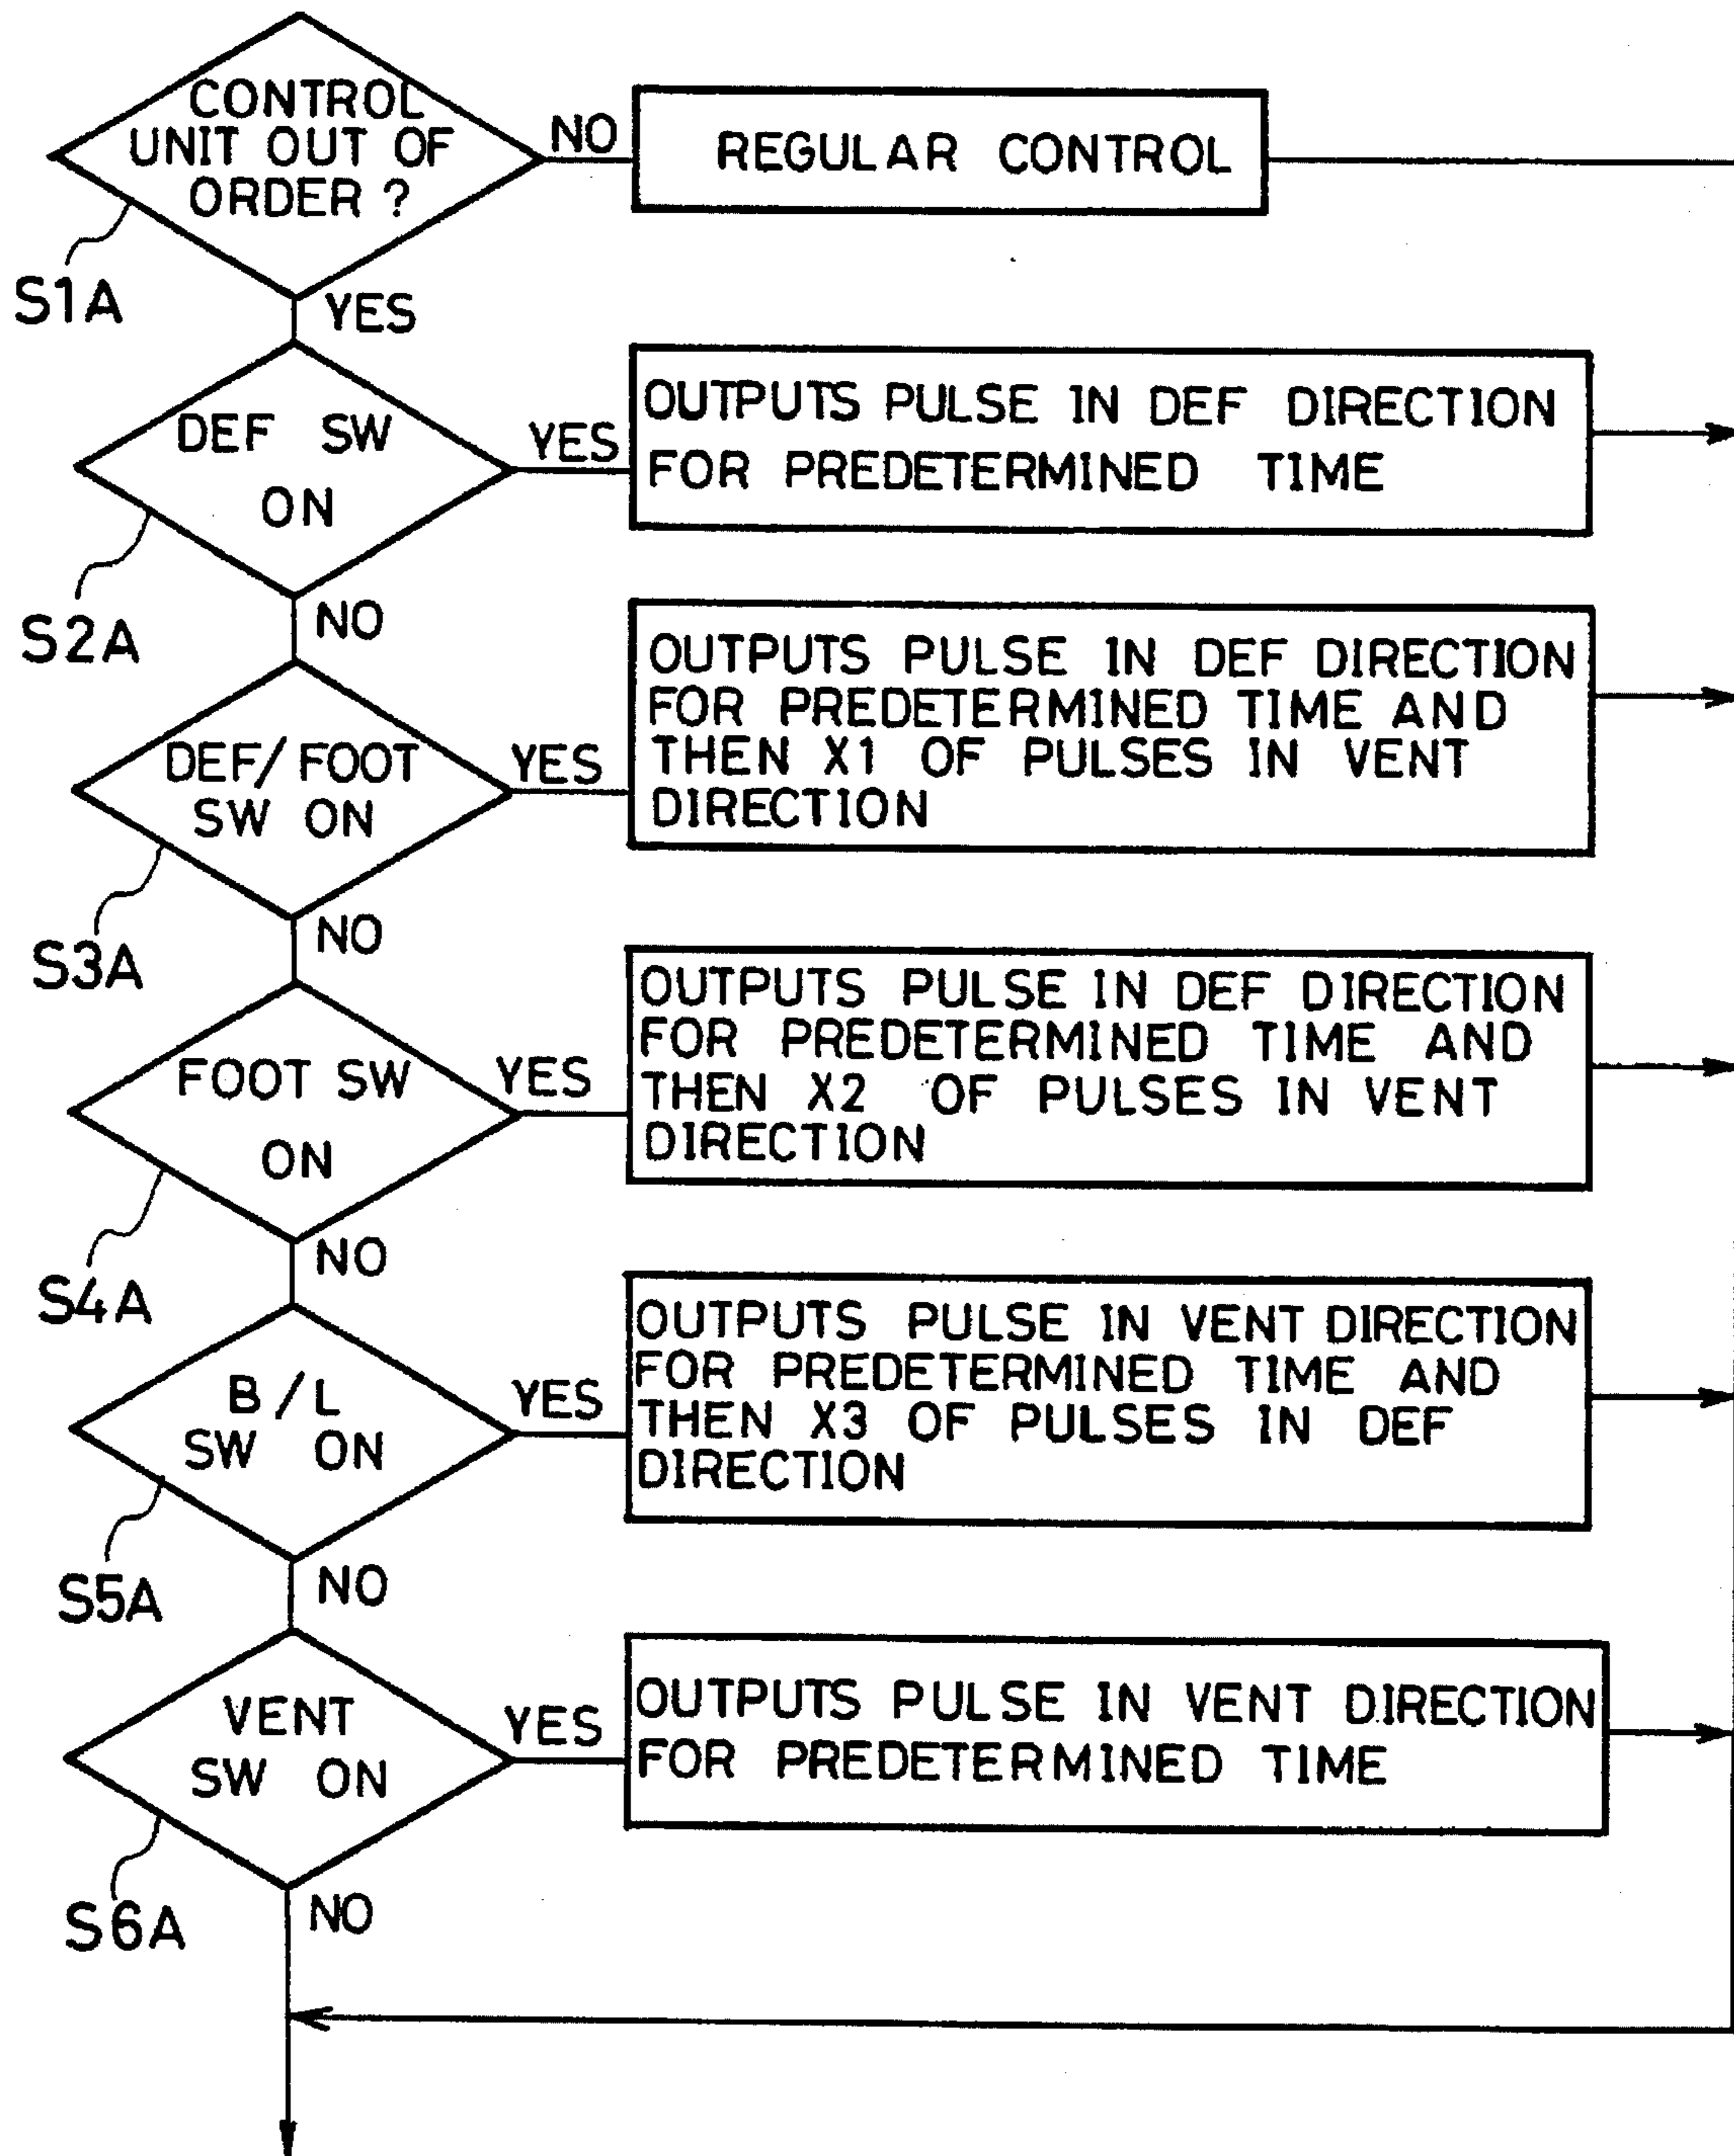 CONTROL
UNIT OUT OF
ORDER ?
NO
REGULAR CONTROL
S1A
YES
DEF SW
ON
YES
OUTPUTS PULSE IN DEF DIRECTION
FOR PREDETERMINED TIME
S2A
NO
DEF/FOOT
SW ON
YES
OUTPUTS PULSE IN DEF DIRECTION
FOR PREDETERMINED TIME AND
THEN X1 OF PULSES IN VENT
DIRECTION
S3A
NO
FOOT SW
ON
YES
OUTPUTS PULSE IN DEF DIRECTION
FOR PREDETERMINED TIME AND
THEN X2 OF PULSES IN VENT
DIRECTION
S4A
NO
B/L
SW ON
YES
OUTPUTS PULSE IN VENT DIRECTION
FOR PREDETERMINED TIME AND
THEN X3 OF PULSES IN DEF
DIRECTION
S5A
NO
VENT
SW ON
YES
OUTPUTS PULSE IN VENT DIRECTION
FOR PREDETERMINED TIME
S6A
NO